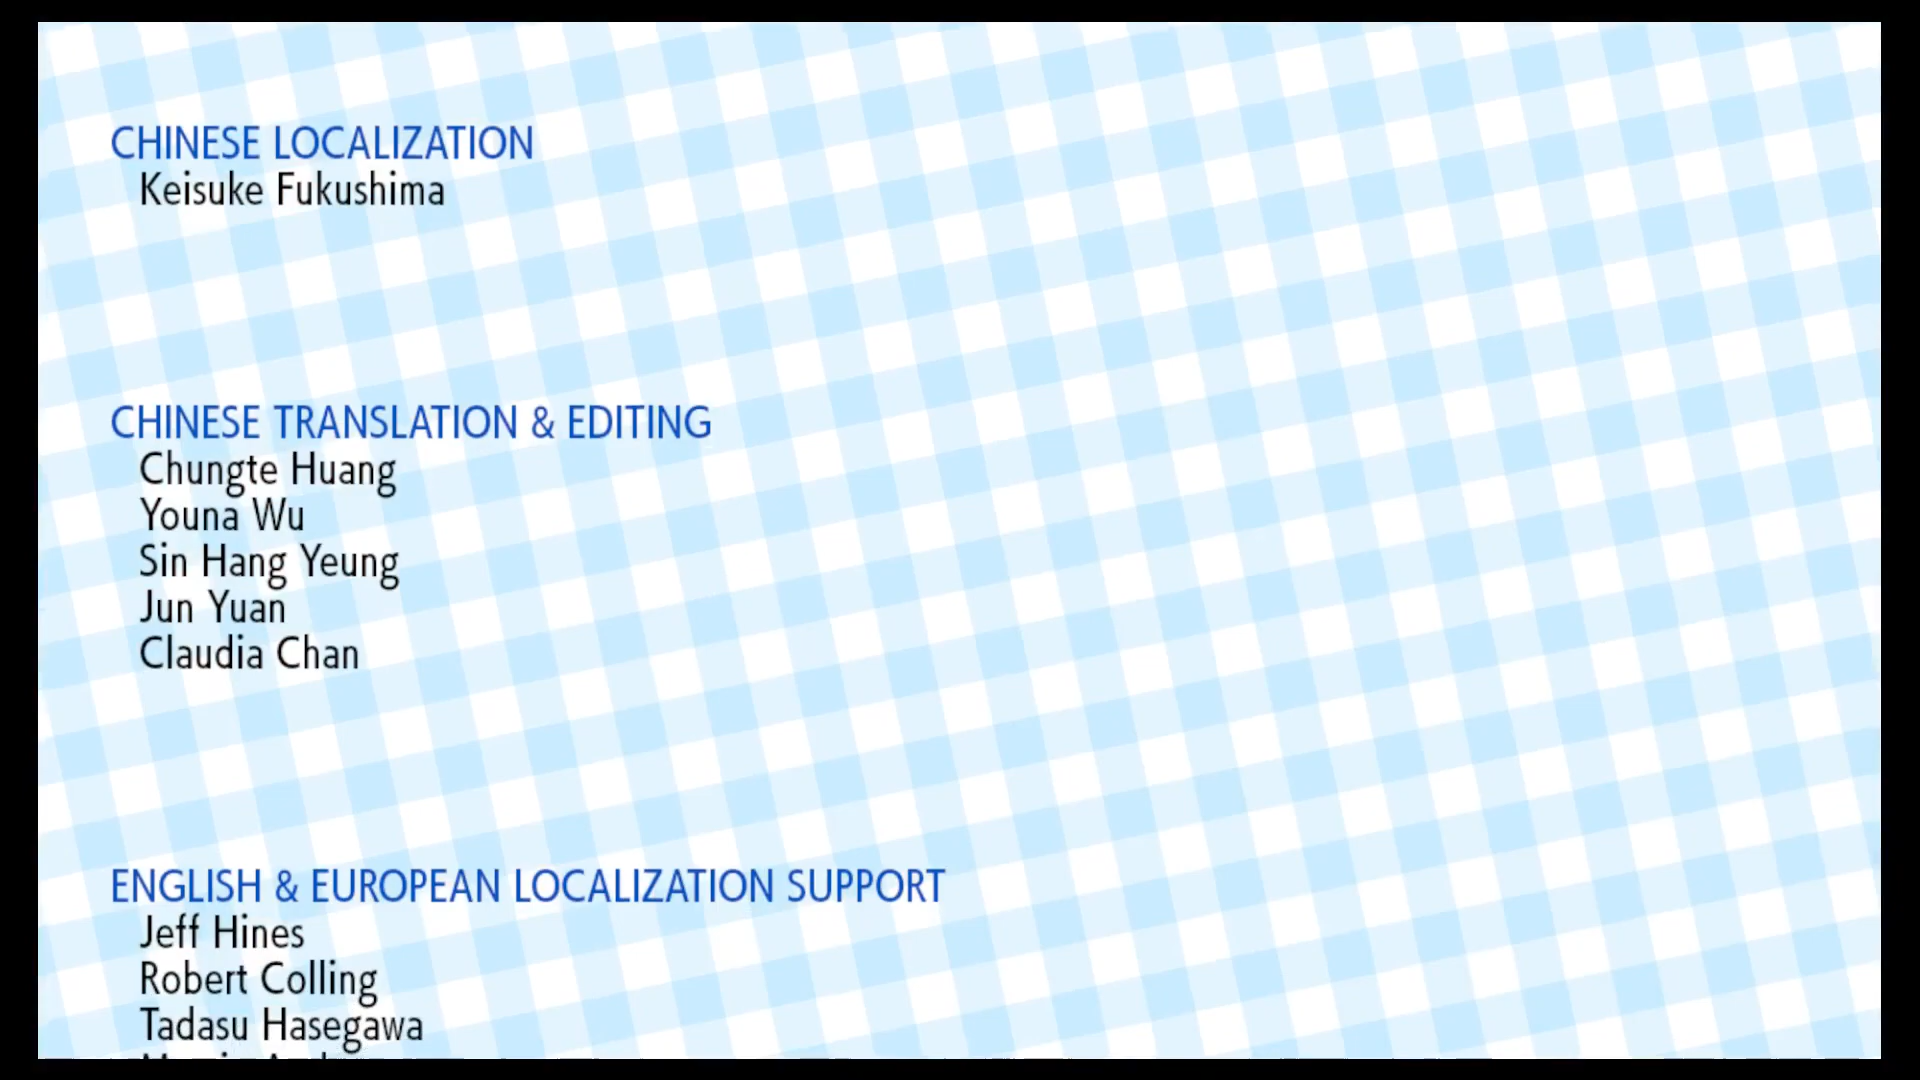 CHINESE LOCALIZATION
Keisuke Fukushima
CHINESE TRANSLATION & EDITING
Chungte Huang
Youna Wu
Sin Hang Yeung
Jun Yuan
Claudia Chan
ENGLISH & EUROPEAN LOCALIZATION SUPPORT
Jeff Hines
Robert Colling
Tadasu Hasegawa